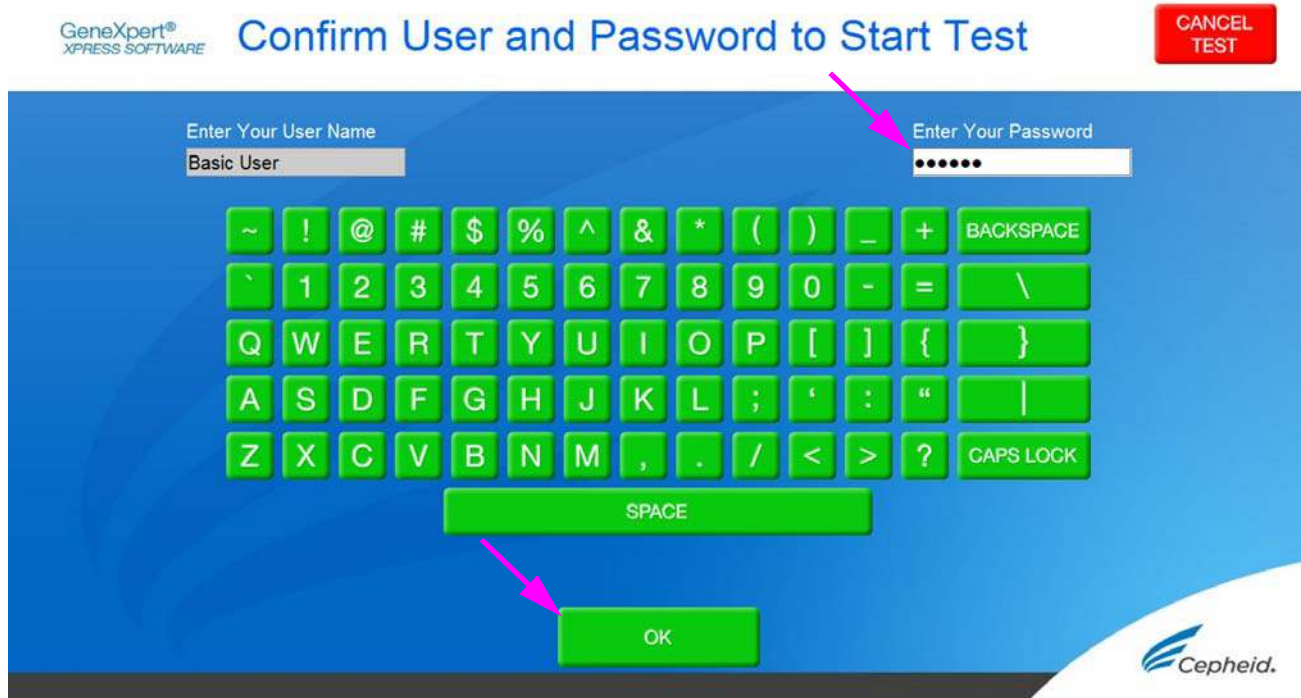 GeneXpert®
XPRESS SOFTWARE
Confirm User and Password to Start Test
CANCEL
TEST
Enter Your User Name
Enter Your Password
Basic User
●●●●●●
~ ! @ # $ % ^ & * ( ) _ + BACKSPACE
` 1 2 3 4 5 6 7 8 9 0 - = \
Q W E R T Y U I O P [ ] { }
A S D F G H J K L ; ‘ : “ |
Z X C V B N M , . / < > ? CAPS LOCK
SPACE
OK
Cepheid.